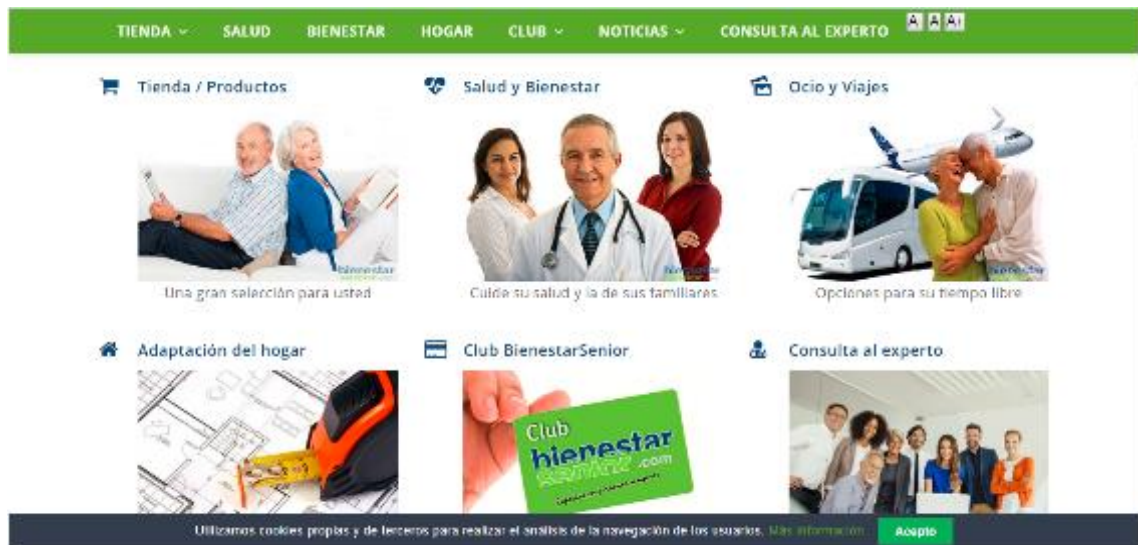 TIENDA SALUD BIENESTAR HOGAR CLUB NOTICIAS CONSULTA AL EXPERTO A A A+
Tienda / Productos
Salud y Bienestar
Ocio y Viajes
bienestar
Una gran selección para usted
Cuide su salud y la de sus familiares
Opciones para su tiempo libre
Adaptación del hogar
Club BienestarSenior
Consulta al experto
Club
bienestar
senior.com
Utilizamos cookies propias y de terceros para realizar el análisis de la navegación de los usuarios. Más información Acepto